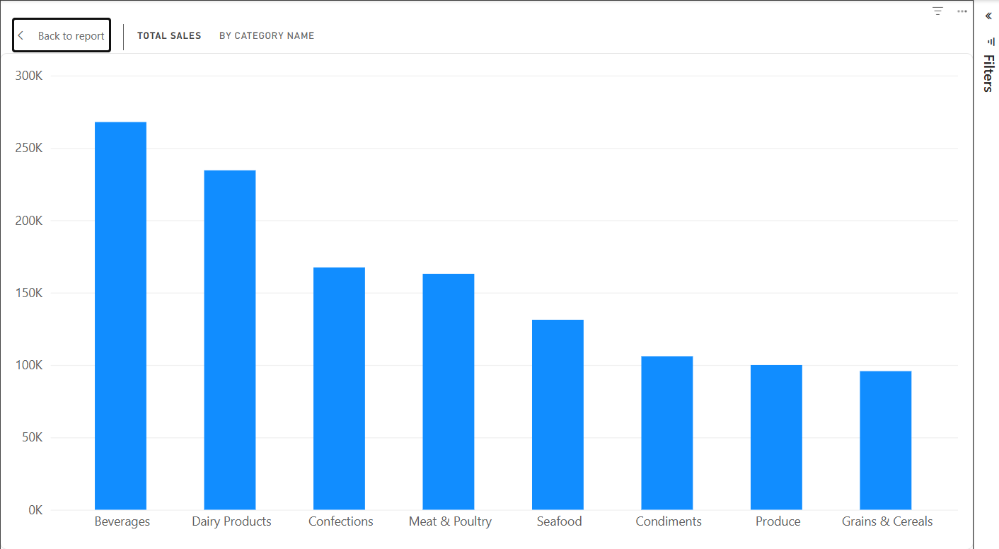 Back to report
TOTAL SALES BY CATEGORY NAME
Filters
300K
250K
200K
150K
100K
50K
0K
Beverages Dairy Products Confections Meat & Poultry Seafood Condiments Produce Grains & Cereals